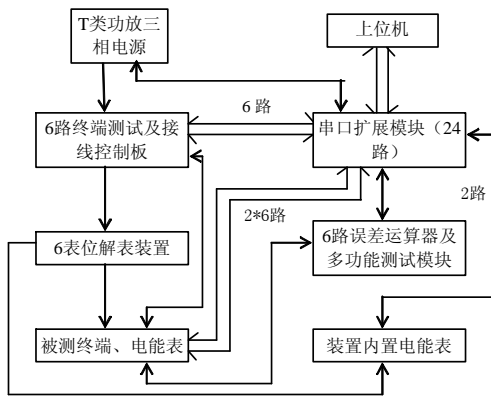 T类功放三
相电源
上位机
6 路
6路终端测试及接
线控制板
串口扩展模块（24
路）
2路
2*6路
6表位解表装置
6路误差运算器及
多功能测试模块
被测终端、电能表
装置内置电能表